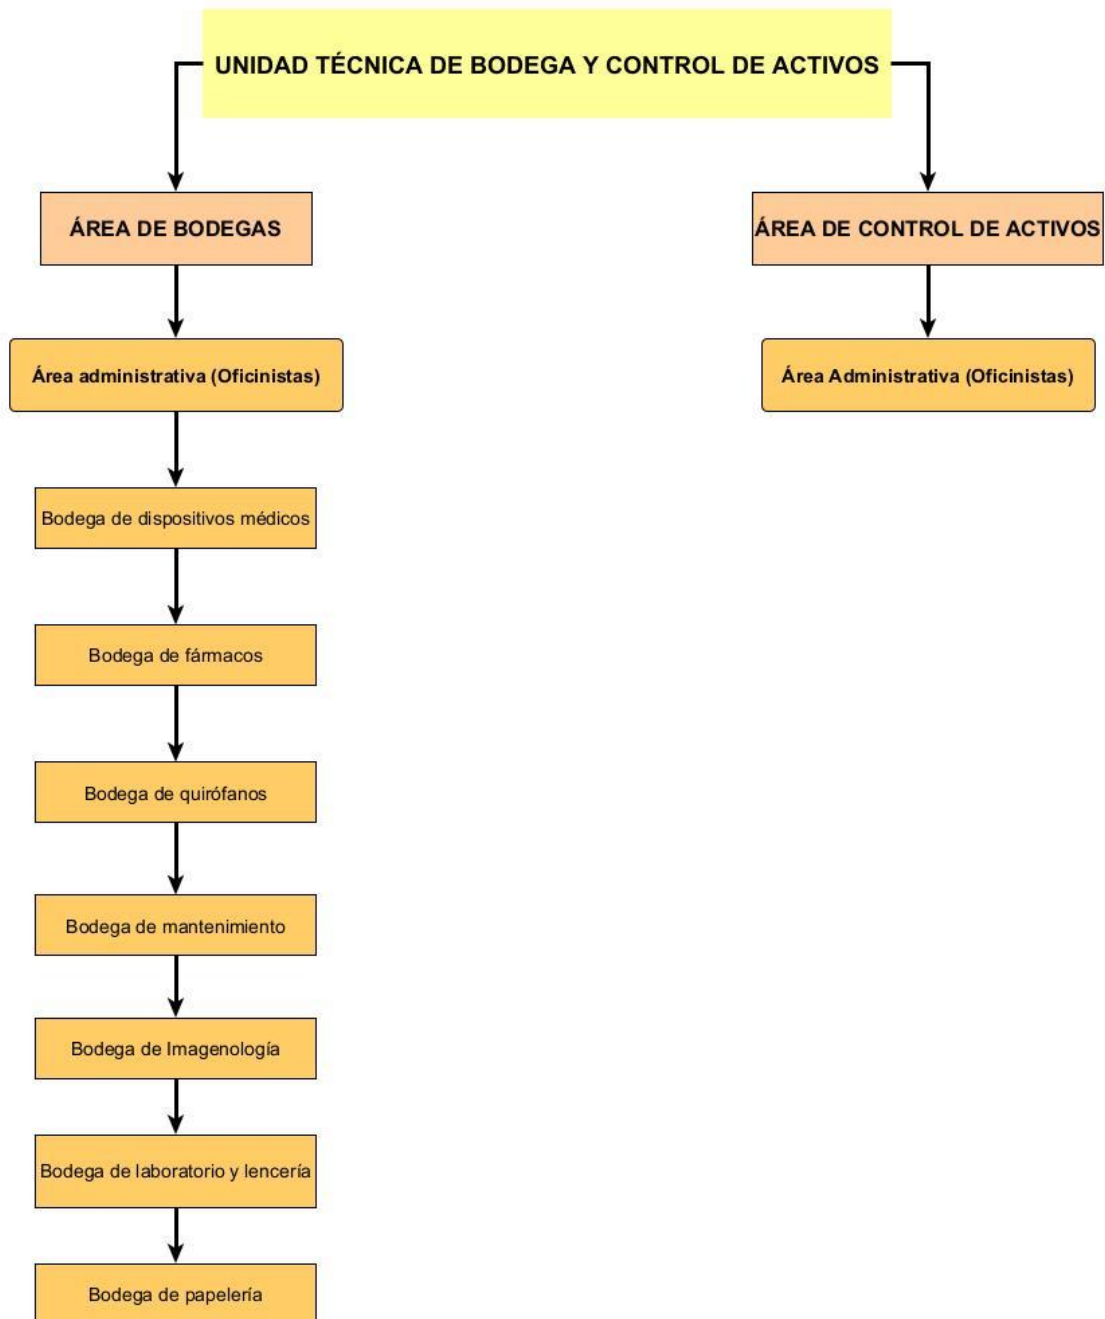 UNIDAD TÉCNICA DE BODEGA Y CONTROL DE ACTIVOS
ÁREA DE BODEGAS
ÁREA DE CONTROL DE ACTIVOS
Área administrativa (Oficinistas)
Área Administrativa (Oficinistas)
Bodega de dispositivos médicos
Bodega de fármacos
Bodega de quirófanos
Bodega de mantenimiento
Bodega de Imagenología
Bodega de laboratorio y lencería
Bodega de papelería